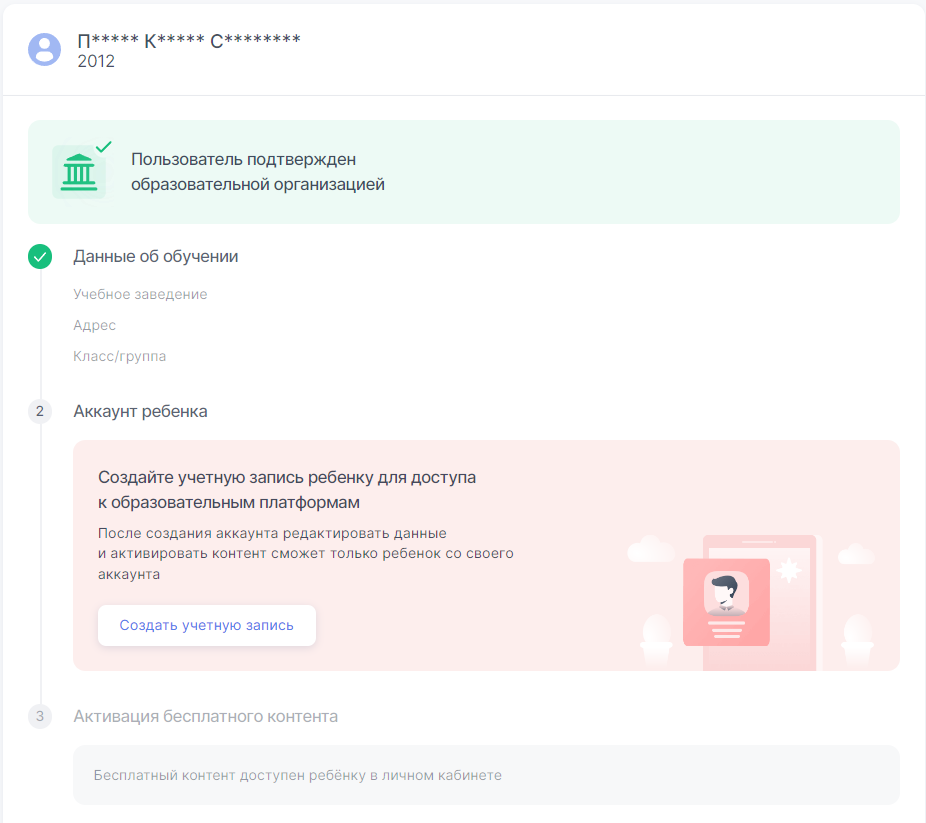 П***** К***** С********
2012
Пользователь подтвержден
образовательной организацией
Данные об обучении
Учебное заведение
Адрес
Класс/группа
2
Аккаунт ребенка
Создайте учетную запись ребенку для доступа
к образовательным платформам
После создания аккаунта редактировать данные
и активировать контент сможет только ребенок со своего
аккаунта
Создать учетную запись
3
Активация бесплатного контента
Бесплатный контент доступен ребёнку в личном кабинете